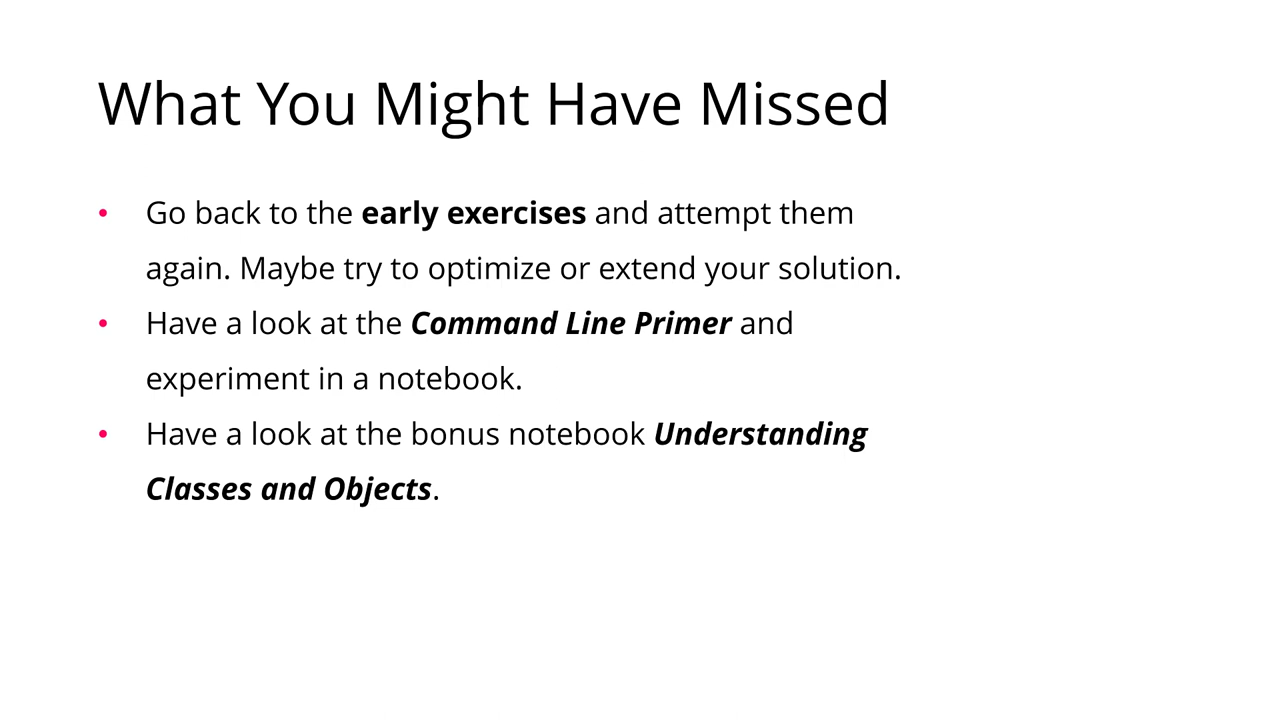 What You Might Have Missed
• Go back to the early exercises and attempt them
again. Maybe try to optimize or extend your solution.
• Have a look at the Command Line Primer and
experiment in a notebook.
• Have a look at the bonus notebook Understanding
Classes and Objects.